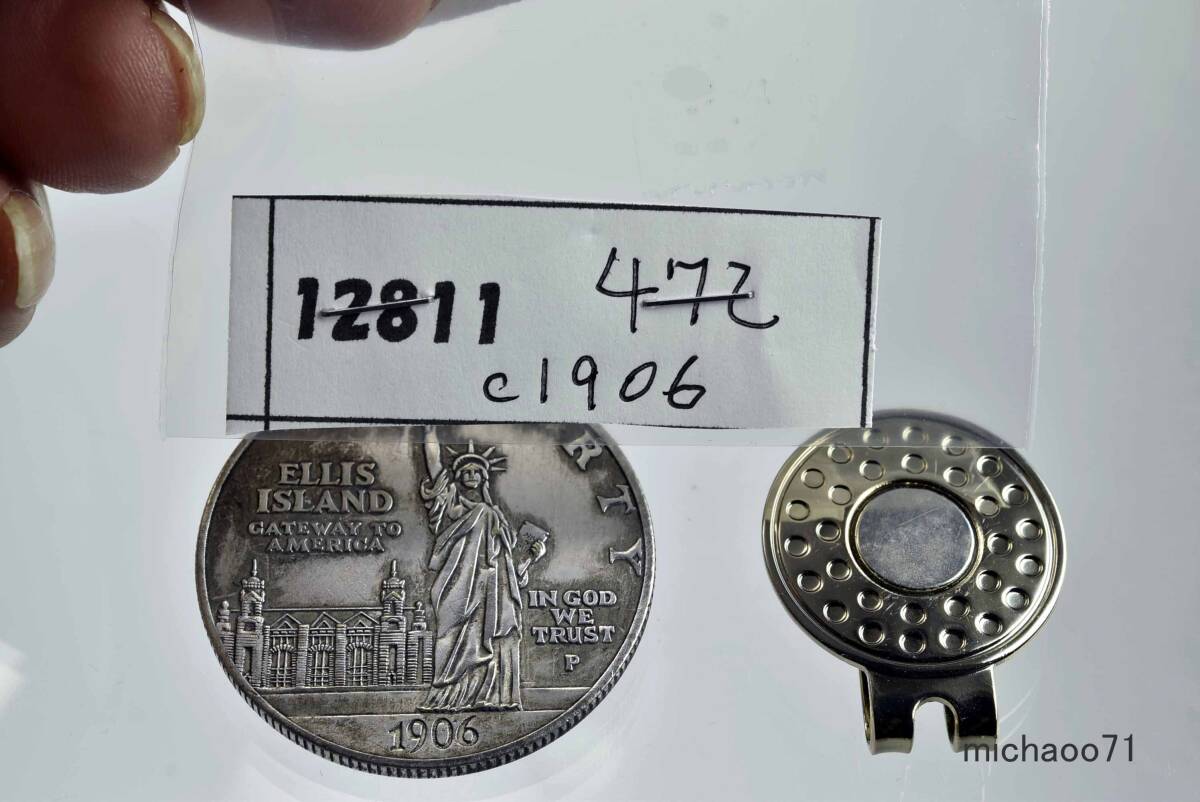 12811 472
c1906
ELLIS
ISLAND
GATEWAY TO
AMERICA
RTY
IN GOD
WE
TRUST
P
1906
michaoo71